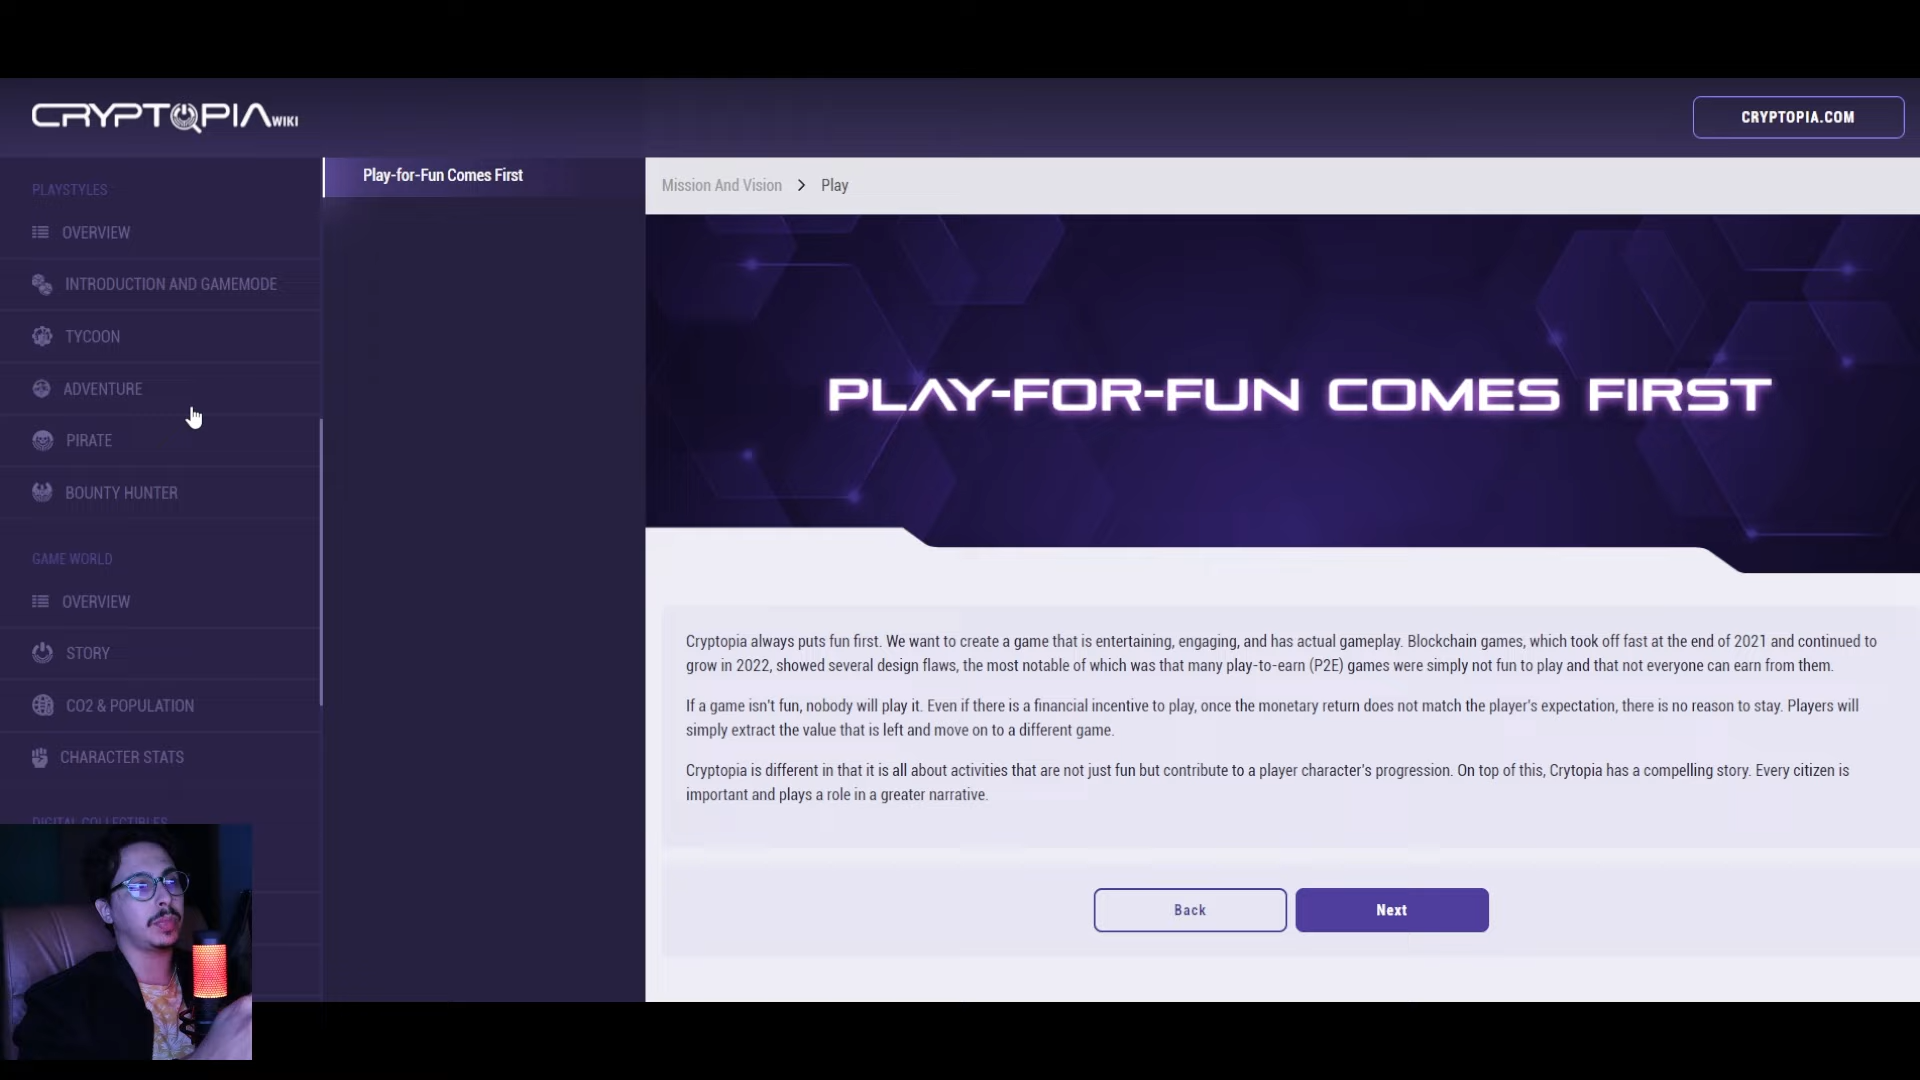 CRYPTOPIA WIKI
CRYPTOPIA.COM
PLAYSTYLES
OVERVIEW
INTRODUCTION AND GAMEMODE
TYCOON
ADVENTURE
PIRATE
BOUNTY HUNTER
GAME WORLD
OVERVIEW
STORY
CO2 & POPULATION
CHARACTER STATS
DIGITAL COLLECTIBLES
Play-for-Fun Comes First
Mission And Vision > Play
PLAY-FOR-FUN COMES FIRST
Cryptopia always puts fun first. We want to create a game that is entertaining, engaging, and has actual gameplay. Blockchain games, which took off fast at the end of 2021 and continued to
grow in 2022, showed several design flaws, the most notable of which was that many play-to-earn (P2E) games were simply not fun to play and that not everyone can earn from them.
If a game isn't fun, nobody will play it. Even if there is a financial incentive to play, once the monetary return does not match the player's expectation, there is no reason to stay. Players will
simply extract the value that is left and move on to a different game.
Cryptopia is different in that it is all about activities that are not just fun but contribute to a player character's progression. On top of this, Crytopia has a compelling story. Every citizen is
important and plays a role in a greater narrative.
Back
Next